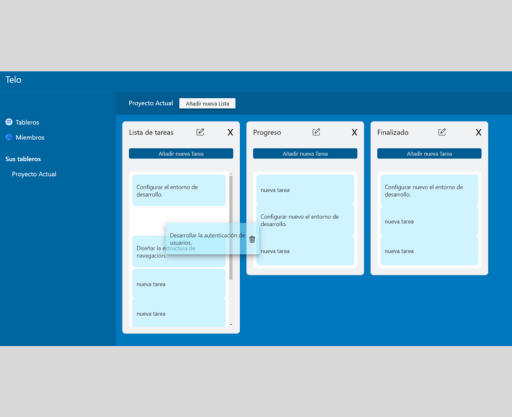 Telo
Proyecto Actual
Añadir nueva Lista
Tableros
Miembros
Sus tableros
Proyecto Actual
Lista de tareas
X
Añadir nueva Tarea
Configurar el entorno de
desarrollo.
Desarrollar la autenticación de
usuarios.
Diseñar la estructura de
navegación.
nueva tarea
nueva tarea
Progreso
X
Añadir nueva Tarea
nueva tarea
Configurar nuevo el entorno de
desarrollo.
nueva tarea
Finalizado
X
Añadir nueva Tarea
Configurar nuevo el entorno de
desarrollo.
nueva tarea
nueva tarea